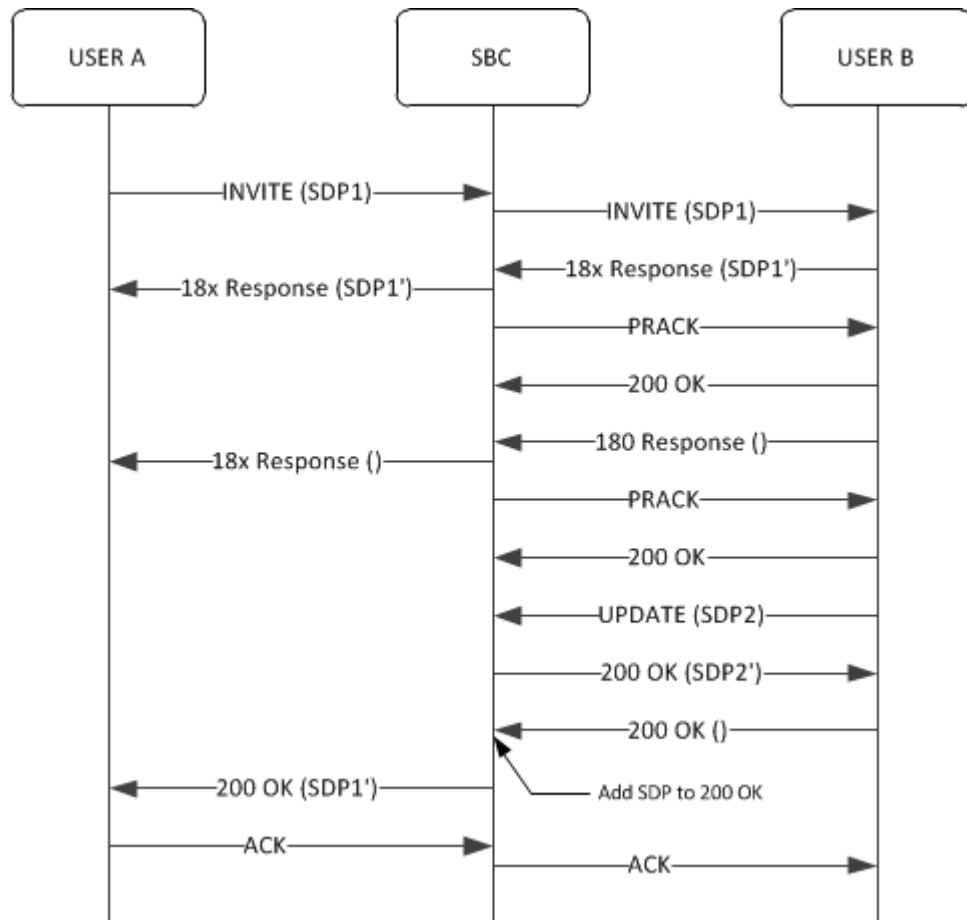 USER A
SBC
USER B
INVITE (SDP1)
INVITE (SDP1)
18x Response (SDP1')
18x Response (SDP1')
PRACK
200 OK
180 Response ()
18x Response ()
PRACK
200 OK
UPDATE (SDP2)
200 OK (SDP2')
200 OK ()
200 OK (SDP1')
Add SDP to 200 OK
ACK
ACK